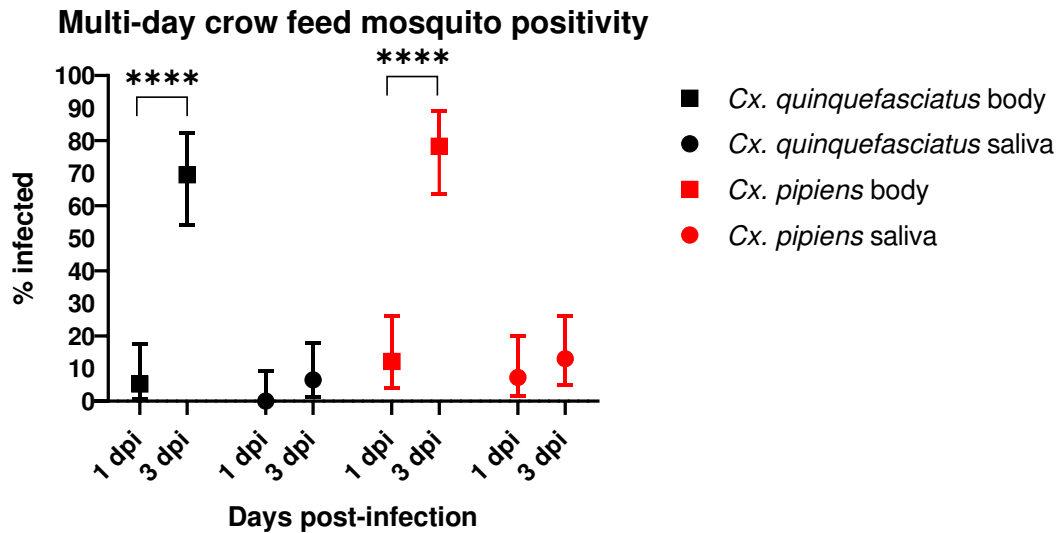 Multi-day crow feed mosquito positivity
****
****
% infected
100
90
80
70
60
50
40
30
20
10
0
1 dpi
3 dpi
1 dpi
3 dpi
1 dpi
3 dpi
1 dpi
3 dpi
Days post-infection
Cx. quinquefasciatus body
Cx. quinquefasciatus saliva
Cx. pipiens body
Cx. pipiens saliva